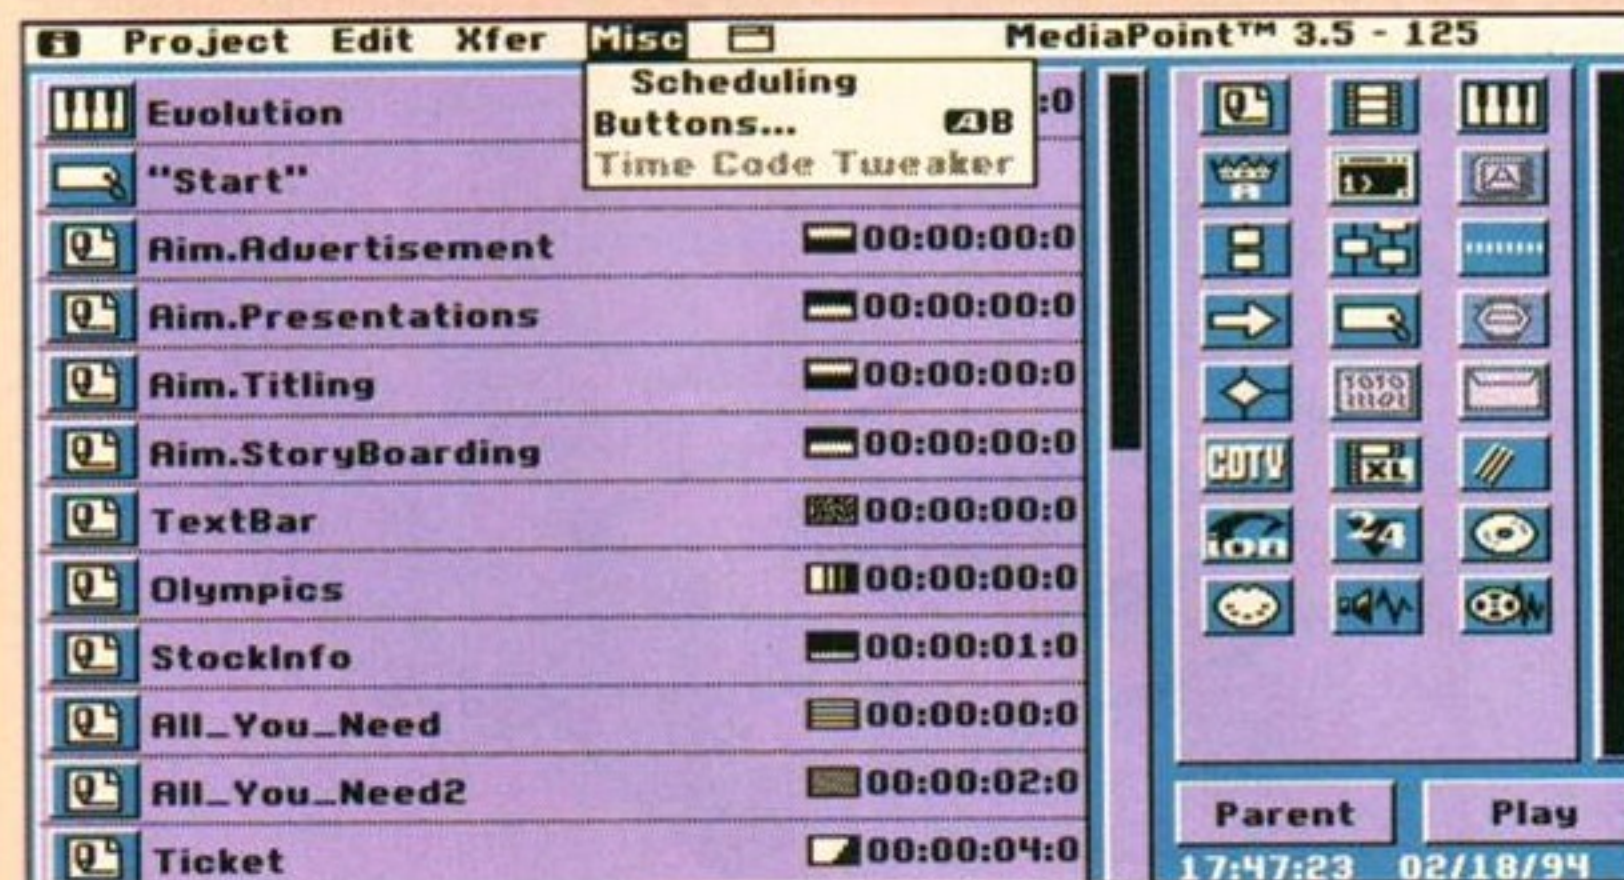 Project Edit Xfer Misc MediaPoint™ 3.5 - 125
Scheduling
Buttons... AB
Time Code Tweaker
Evolution :0
"Start"
Aim.Advertisement 00:00:00:0
Aim.Presentations 00:00:00:0
Aim.Titling 00:00:00:0
Aim.StoryBoarding 00:00:00:0
TextBar 00:00:00:0
Olympics 00:00:00:0
StockInfo 00:00:01:0
All_You_Need 00:00:00:0
All_You_Need2 00:00:02:0
Ticket 00:00:04:0
1>
A
1010
11101
CDTV
XL
24
Parent Play
17:47:23 02/18/94